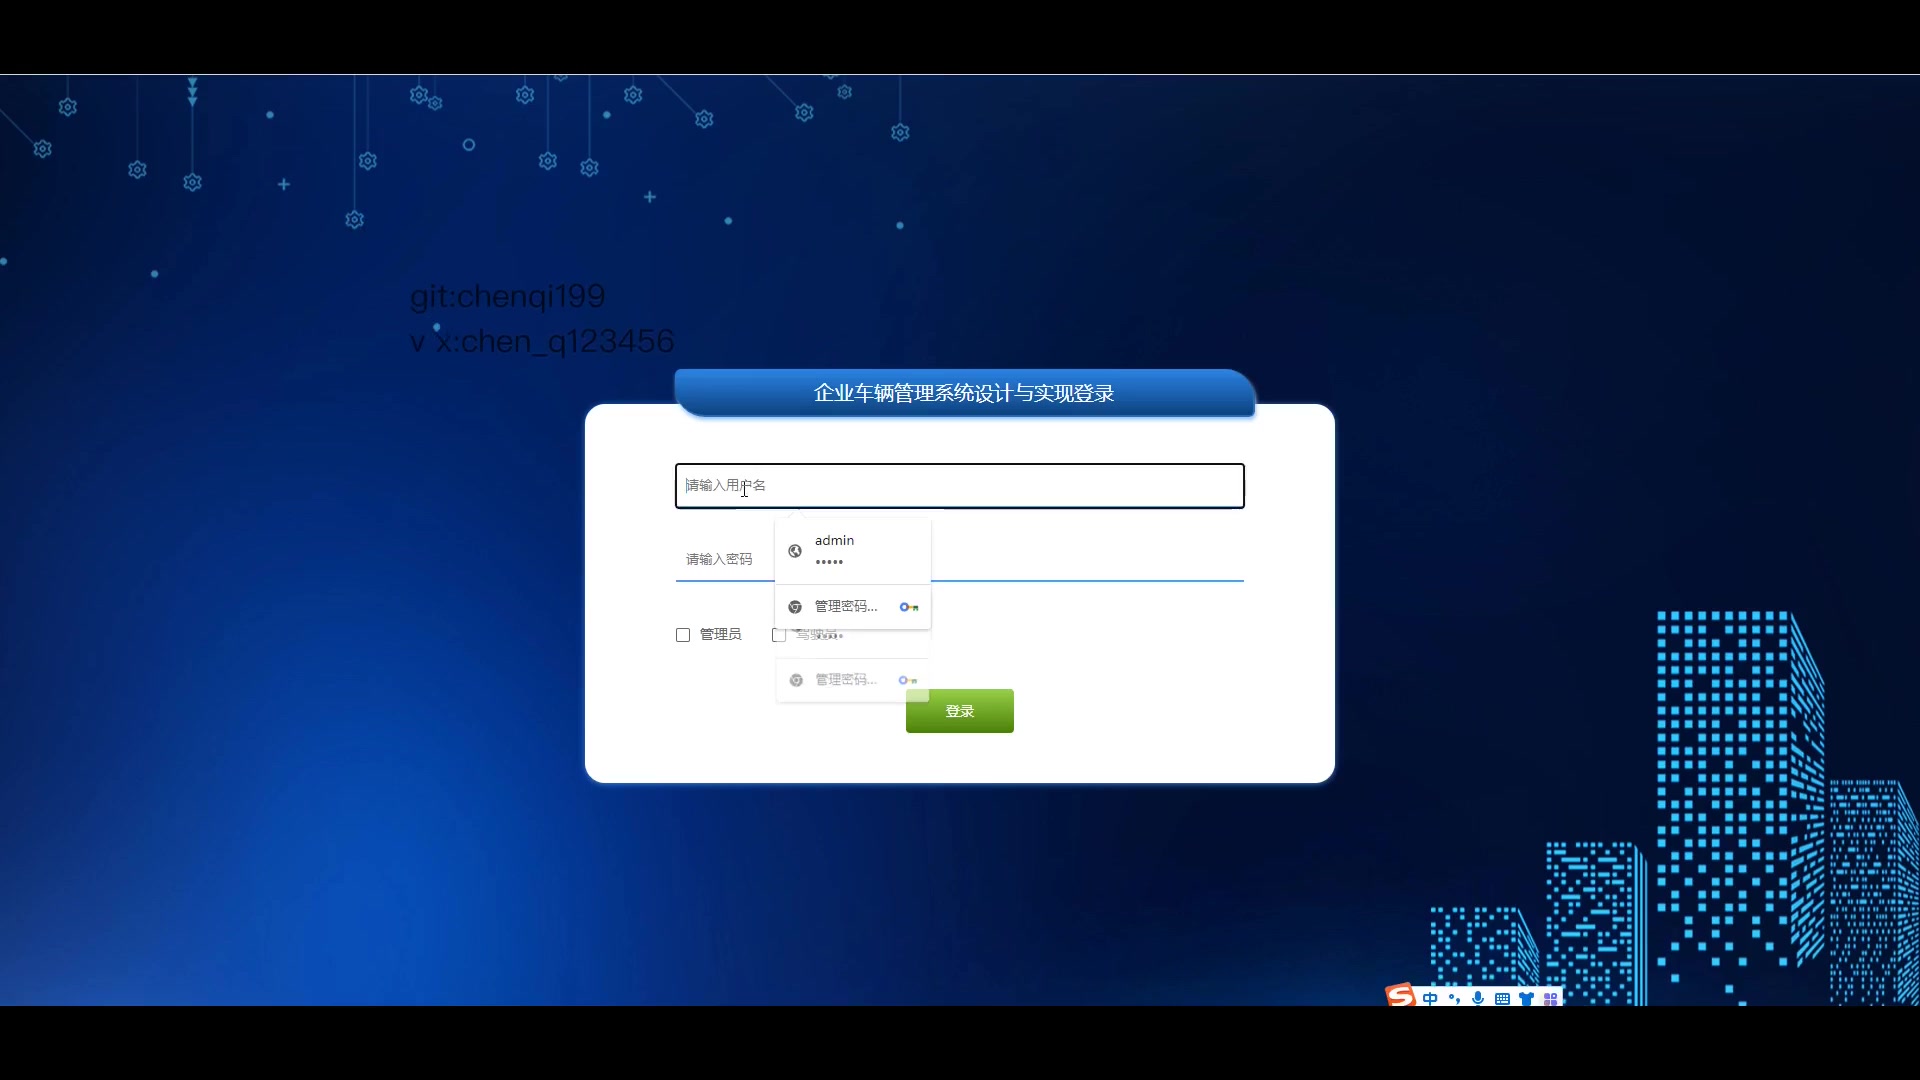 git:chenqi199
v x:chen_q123456
企业车辆管理系统设计与实现登录
请输入用户名
admin
•••••
请输入密码
管理密码...
管理员
驾驶员
管理密码...
登录
中